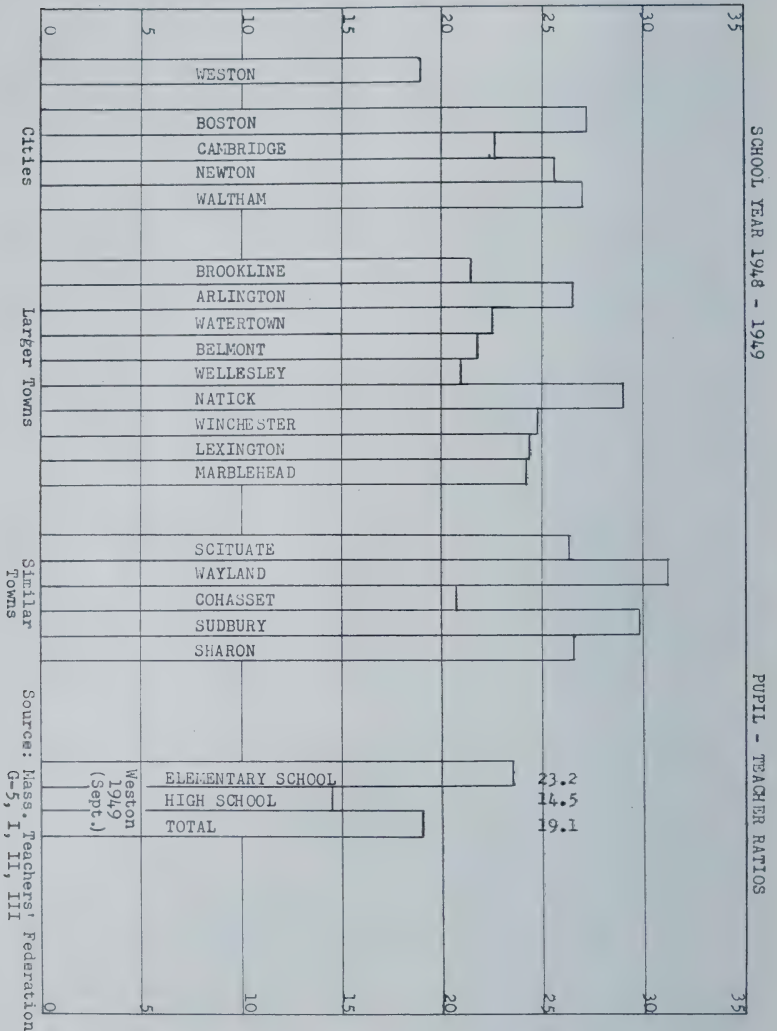 PUPIL - TEACHER RATIOS
SCHOOL YEAR 1948 - 1949
0 5 10 15 20 25 30 35
WESTON
Cities
BOSTON
CAMBRIDGE
NEWTON
WALTHAM
Larger Towns
BROOKLINE
ARLINGTON
WATERTOWN
BELMONT
WELLESLEY
NATICK
WINCHESTER
LEXINGTON
MARBLEHEAD
Similar
Towns
SCITUATE
WAYLAND
COHASSET
SUDBURY
SHARON
Weston
1949
(Sept.)
ELEMENTARY SCHOOL 23.2
HIGH SCHOOL 14.5
TOTAL 19.1
0 5 10 15 20 25 30 35
Source: Mass. Teachers' Federation
G-5, I, II, III